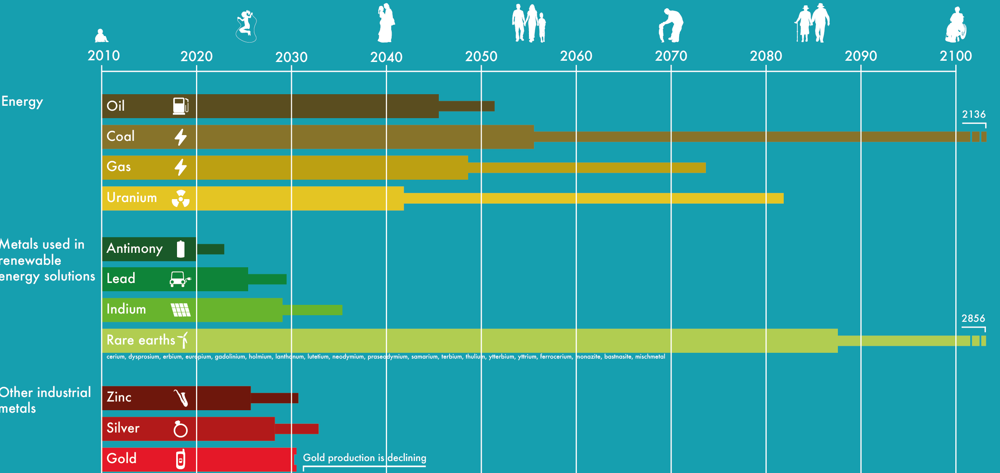 2010 2020 2030 2040 2050 2060 2070 2080 2090 2100
Energy
Oil
2136
Coal
Gas
Uranium
Metals used in
renewable
energy solutions
Antimony
Lead
Indium
2856
Rare earths
cerium, dysprosium, erbium, europium, gadolinium, holmium, lanthanum, lutetium, neodymium, praseodymium, samarium, terbium, thulium, ytterbium, yttrium, ferrocerium, monazite, bastnasite, mischmetal
Other industrial
metals
Zinc
Silver
Gold
Gold production is declining